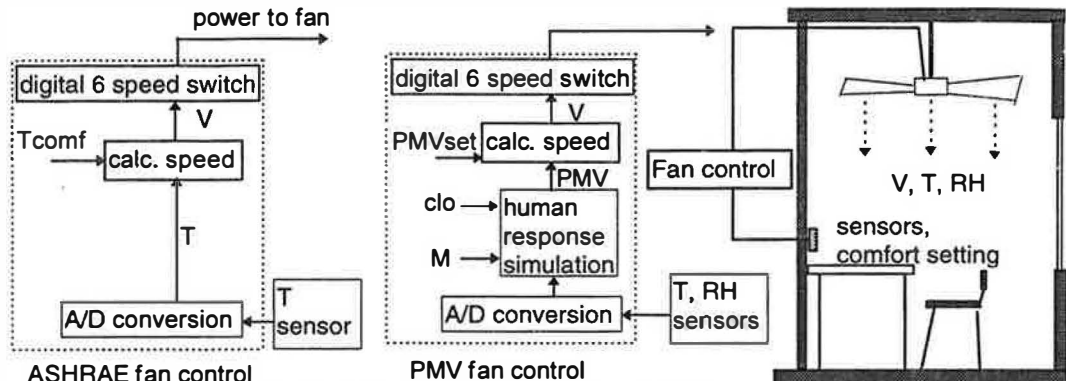 power to fan
digital 6 speed switch
V
Tcomf
calc. speed
T
A/D conversion
T
sensor
ASHRAE fan control
digital 6 speed switch
V
PMVset
calc. speed
PMV
clo
human
response
simulation
M
A/D conversion
T, RH
sensors
PMV fan control
Fan control
V, T, RH
sensors,
comfort setting